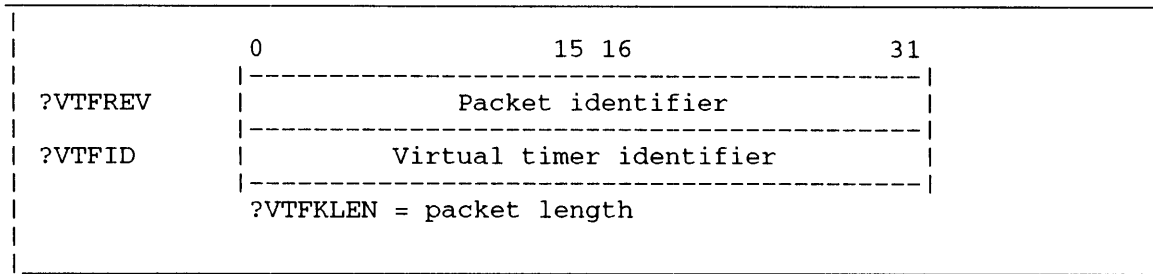 0 15 16 31
?VTFREV Packet identifier
?VTFID Virtual timer identifier
?VTFKLEN = packet length